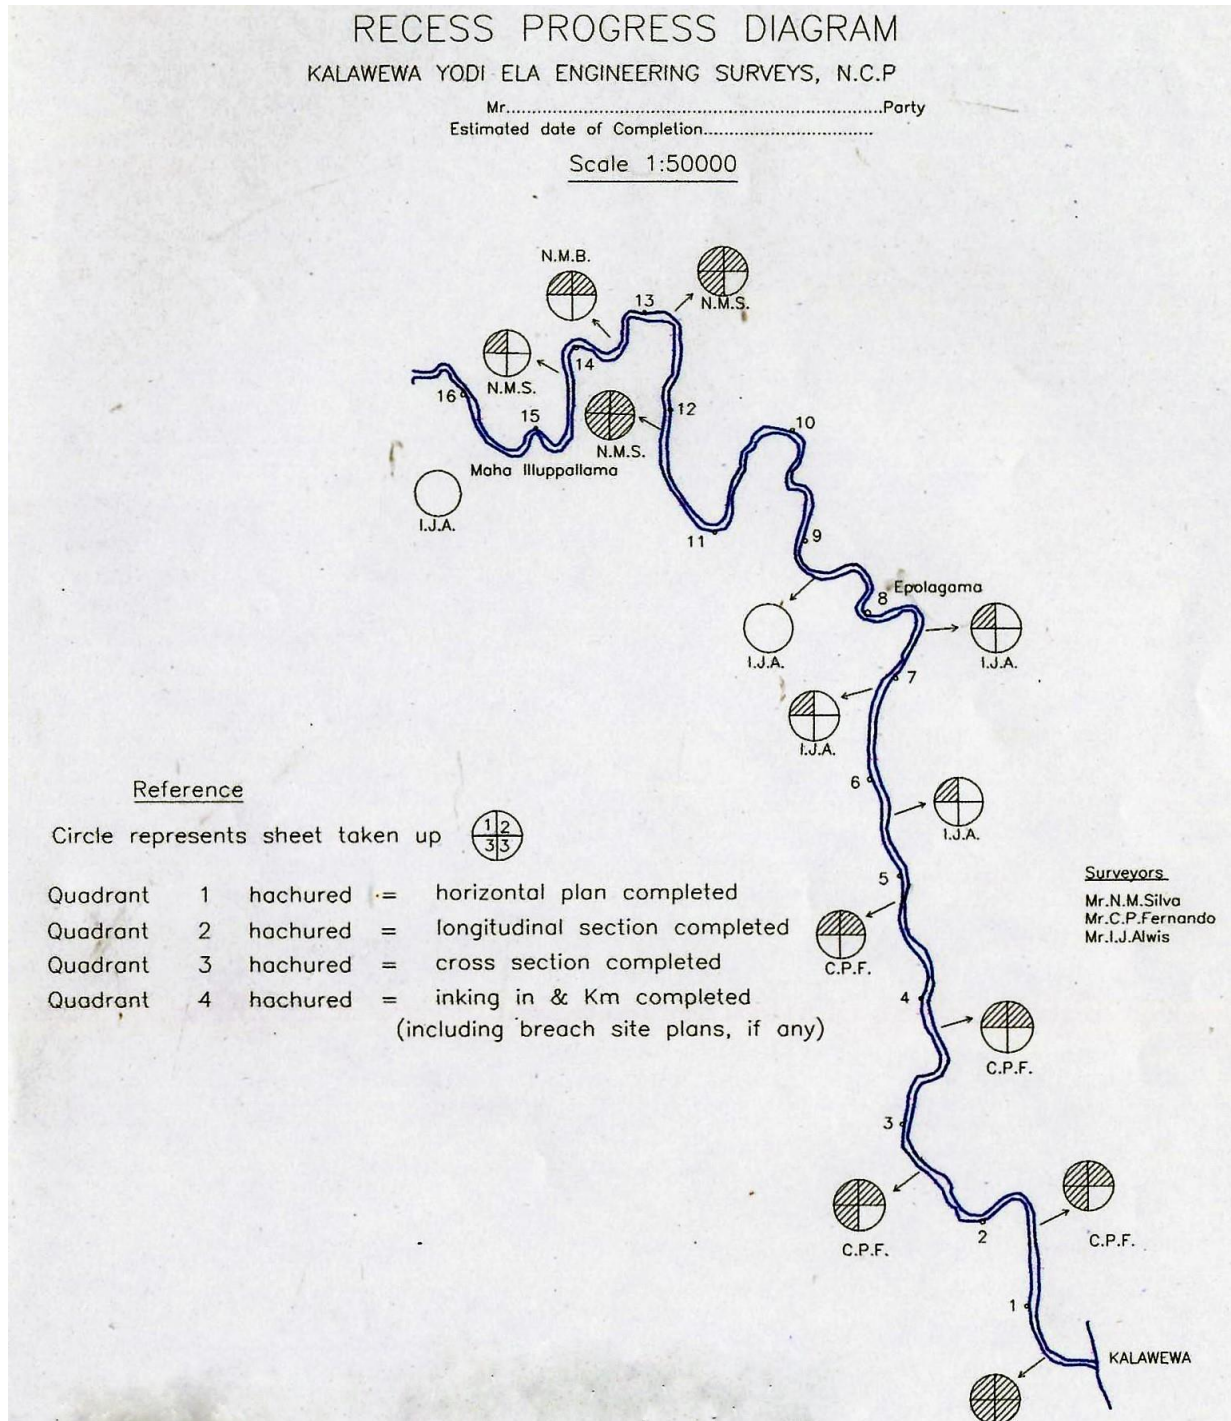 RECESS PROGRESS DIAGRAM
KALAWEWA YODI ELA ENGINEERING SURVEYS, N.C.P
Mr...........................................................................Party
Estimated date of Completion.................................
Scale 1:50000
N.M.B.
N.M.S.
13
14
N.M.S.
16
15
12
N.M.S.
10
Maha Illuppallama
I.J.A.
11
9
Epolagama
8
I.J.A.
I.J.A.
7
I.J.A.
6
I.J.A.
Reference
Circle represents sheet taken up
1 2
3 3
Quadrant 1 hachured = horizontal plan completed
Quadrant 2 hachured = longitudinal section completed
Quadrant 3 hachured = cross section completed
Quadrant 4 hachured = inking in & Km completed
(including breach site plans, if any)
5
Surveyors
Mr.N.M.Silva
Mr.C.P.Fernando
Mr.I.J.Alwis
C.P.F.
4
C.P.F.
3
C.P.F.
2
C.P.F.
1
KALAWEWA